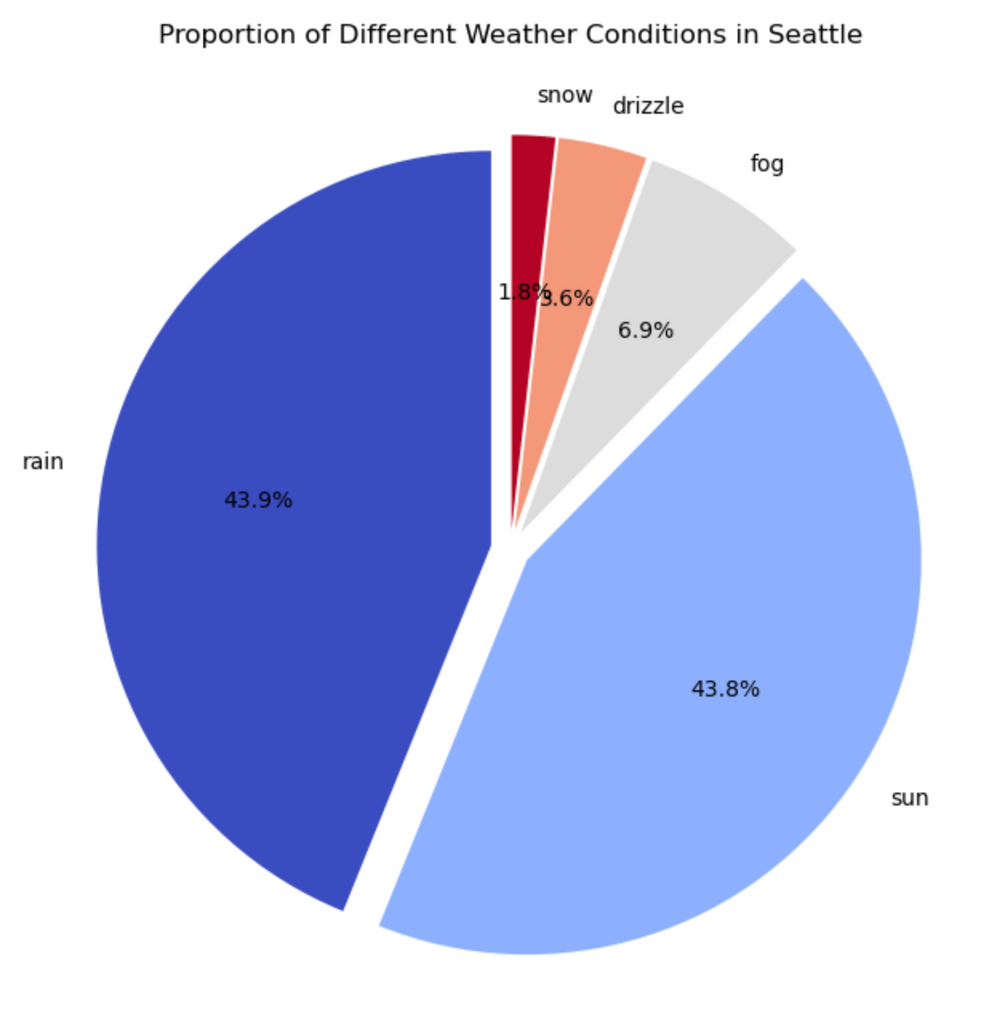 Proportion of Different Weather Conditions in Seattle
snow
drizzle
fog
1.8%
3.6%
6.9%
rain
43.9%
43.8%
sun